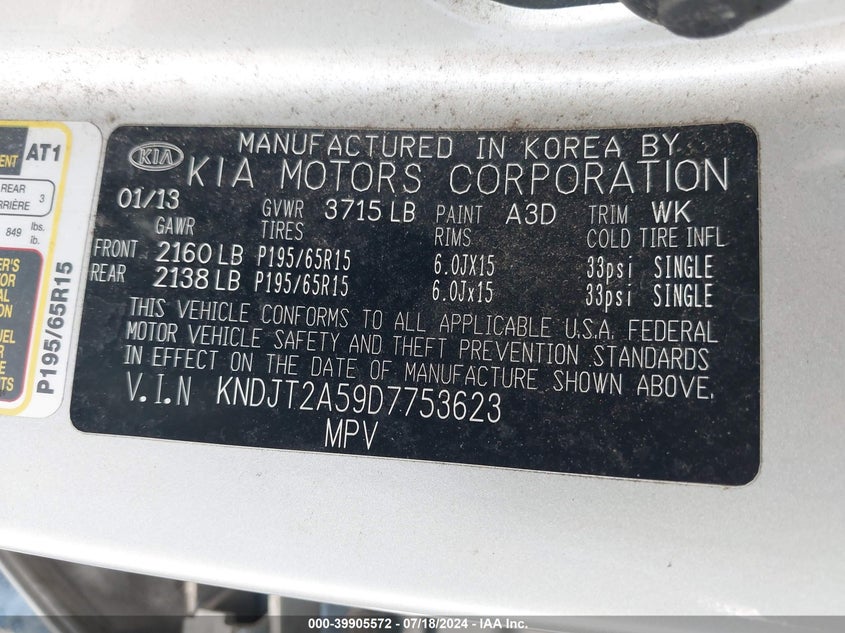 MENT AT1
REAR
RRIÈRE 3
849 lbs.
ib.
P195/65R15
KIA
MANUFACTURED IN KOREA BY
KIA MOTORS CORPORATION
01/13 GVWR 3715 LB PAINT A3D TRIM WK
GAWR TIRES RIMS COLD TIRE INFL
FRONT 2160 LB P195/65R15 6.0JX15 33psi SINGLE
REAR 2138 LB P195/65R15 6.0Jx15 33psi SINGLE
THIS VEHICLE CONFORMS TO ALL APPLICABLE U.S.A. FEDERAL
MOTOR VEHICLE SAFETY AND THEFT PREVENTION STANDARDS
IN EFFECT ON THE DATE OF MANUFACTURE SHOWN ABOVE.
V.I.N KNDJT2A59D7753623
MPV
000-39905572 - 07/18/2024 - IAA Inc.